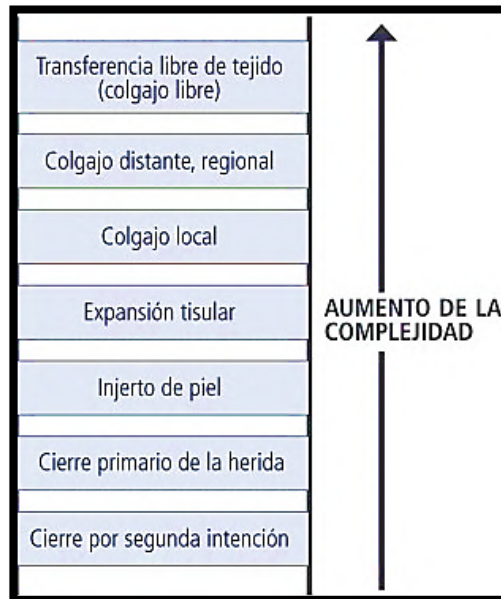 Transferencia libre de tejido
(colgajo libre)
Colgajo distante, regional
Colgajo local
Expansión tisular
Injerto de piel
Cierre primario de la herida
Cierre por segunda intención
AUMENTO DE LA
COMPLEJIDAD